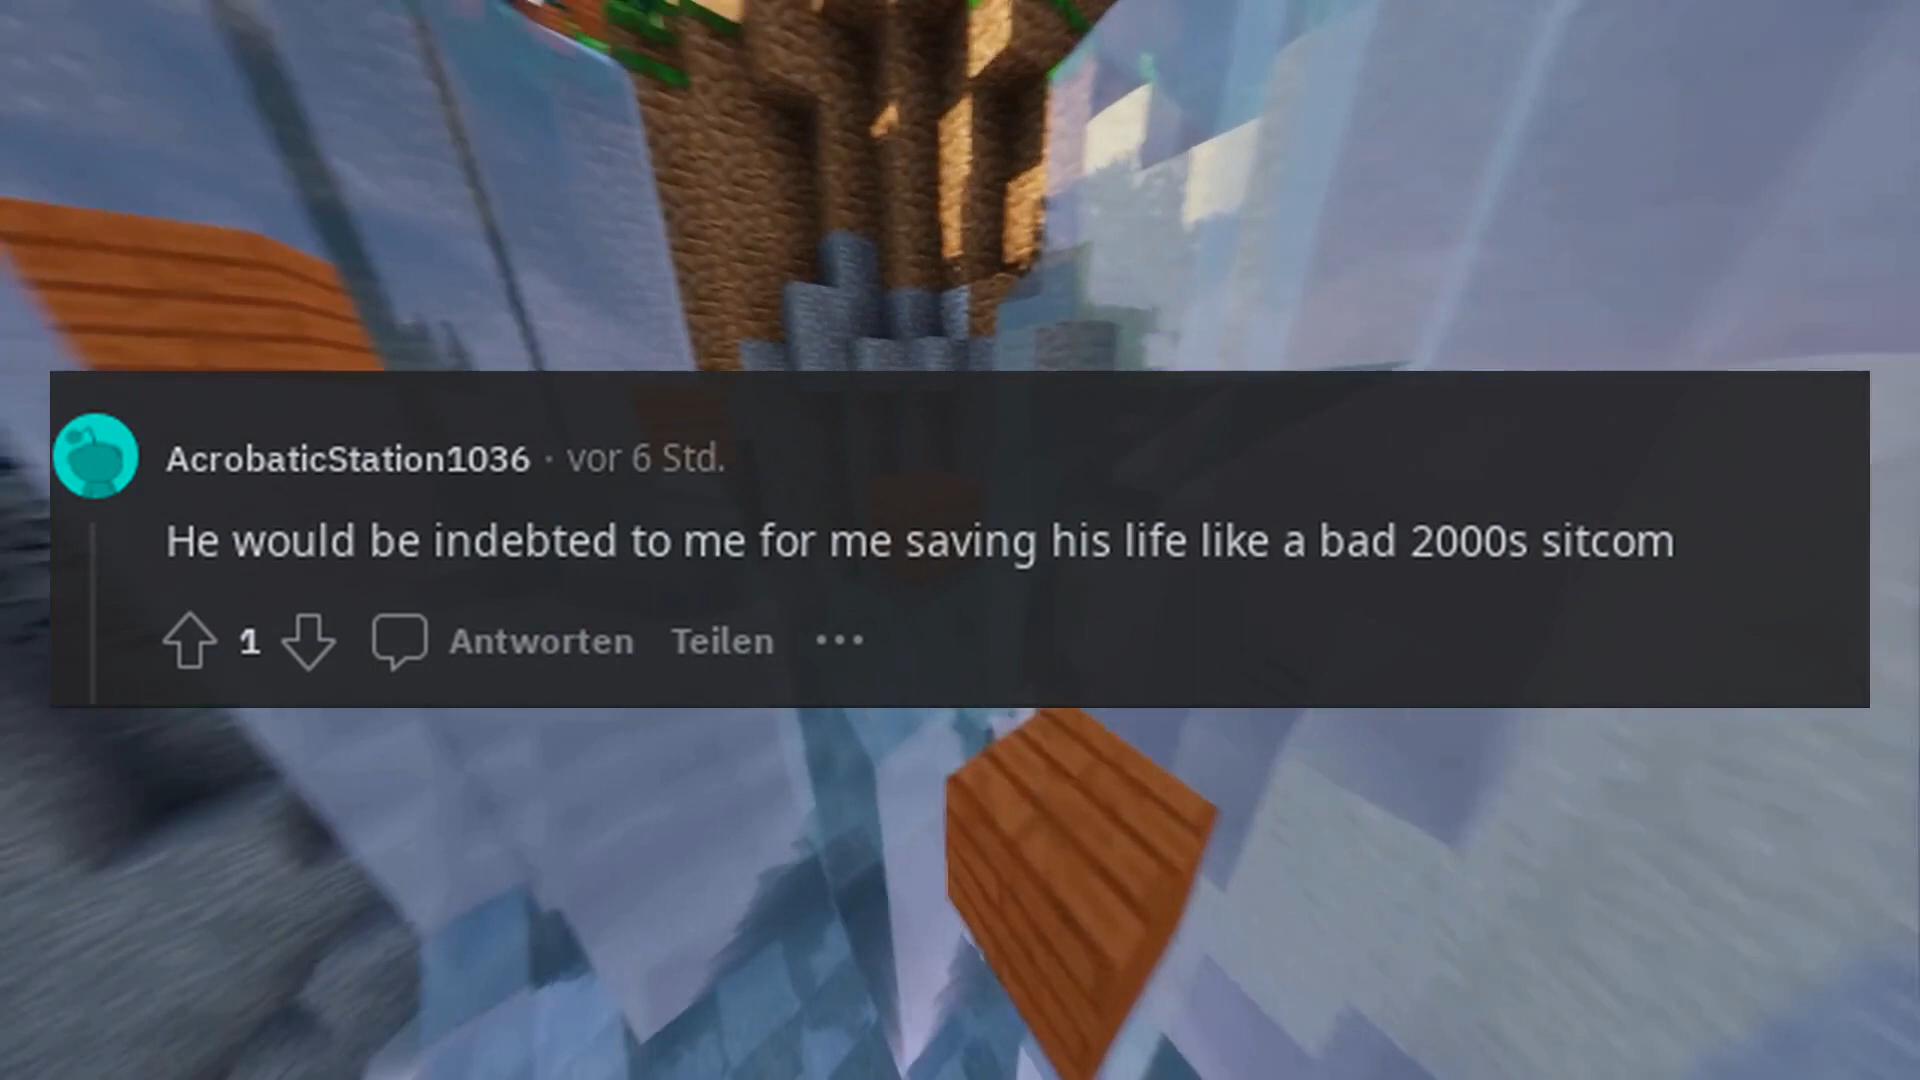 AcrobaticStation1036 · vor 6 Std.
He would be indebted to me for me saving his life like a bad 2000s sitcom
1 Antworten Teilen •••